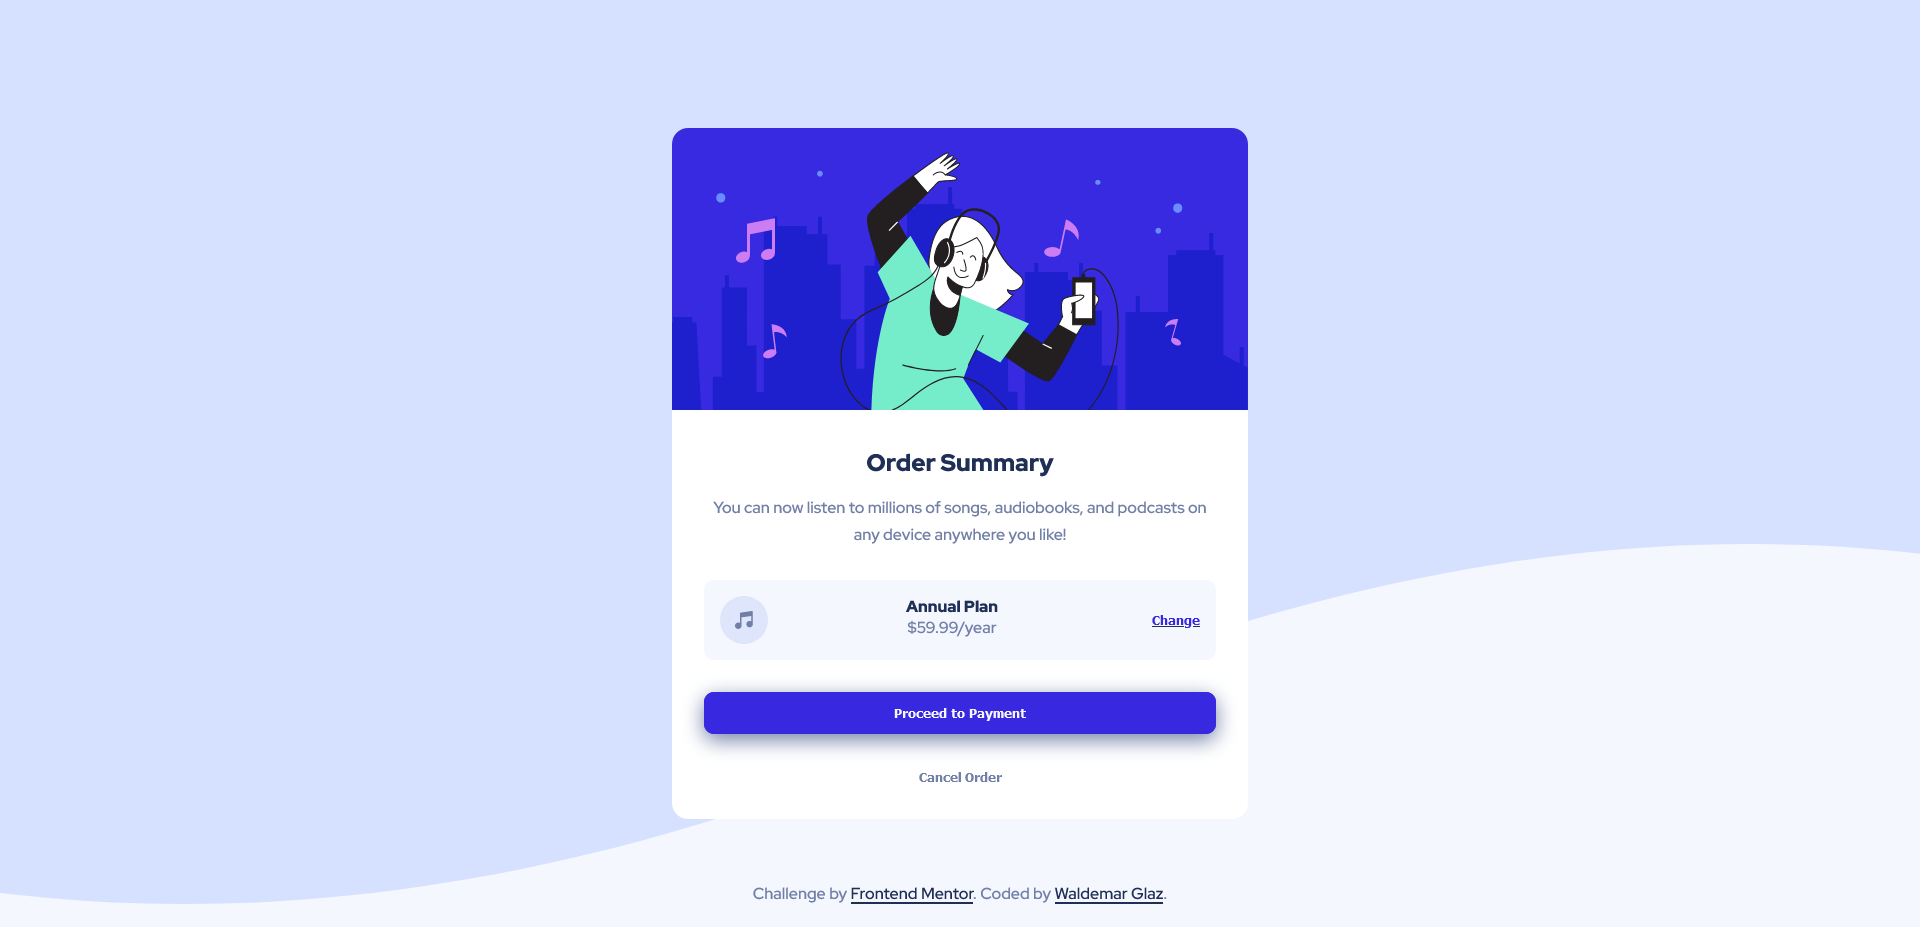 Order Summary
You can now listen to millions of songs, audiobooks, and podcasts on
any device anywhere you like!
Annual Plan
$59.99/year
Change
Proceed to Payment
Cancel Order
Challenge by Frontend Mentor. Coded by Waldemar Glaz.